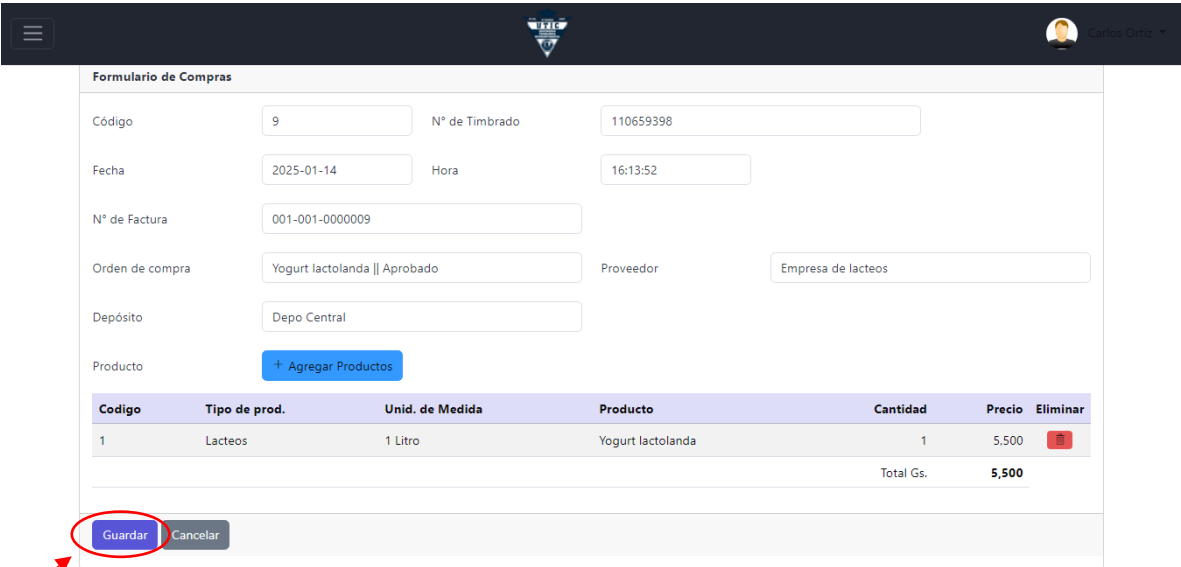 UTIC
Carlos Ortiz
Formulario de Compras
Código 9 N° de Timbrado 110659398
Fecha 2025-01-14 Hora 16:13:52
N° de Factura 001-001-0000009
Orden de compra Yogurt lactolanda || Aprobado Proveedor Empresa de lacteos
Depósito Depo Central
Producto + Agregar Productos
Codigo Tipo de prod. Unid. de Medida Producto Cantidad Precio Eliminar
1 Lacteos 1 Litro Yogurt lactolanda 1 5,500
Total Gs. 5,500
Guardar Cancelar